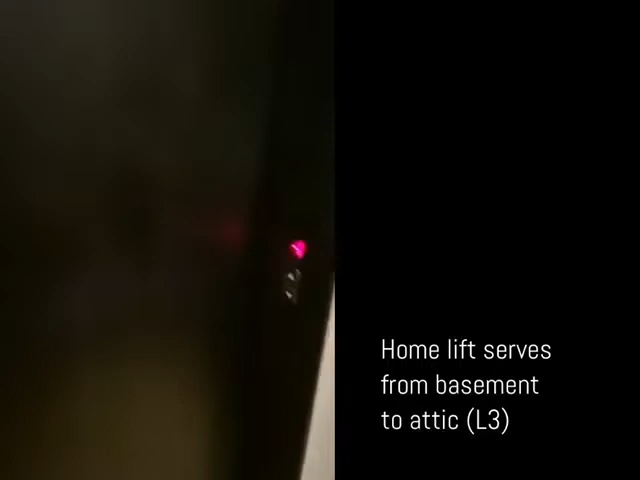 Home lift serves
from basement
to attic (L3)